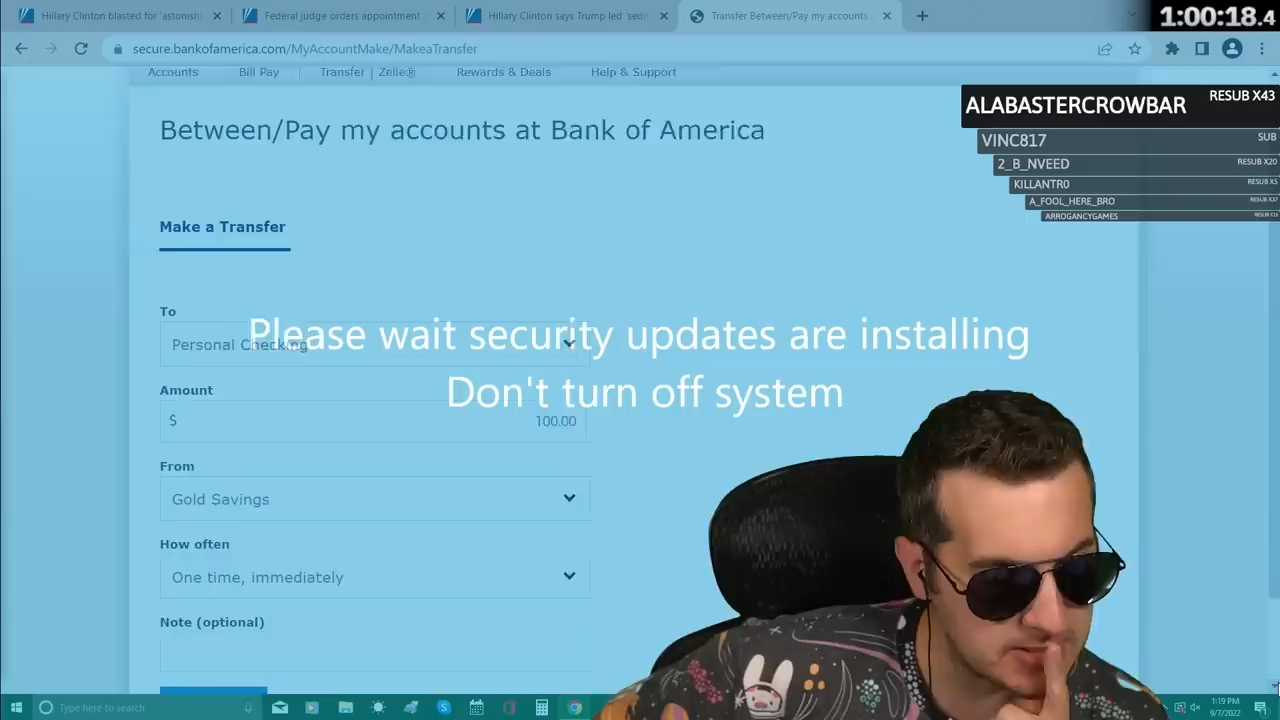 Hillary Clinton blasted for 'astonish
Federal judge orders appointment
Hillary Clinton says Trump led 'sedi
Transfer Between/Pay my accounts
1:00:18.4
secure.bankofamerica.com/MyAccountMake/MakeaTransfer
Accounts
Bill Pay
Transfer | Zelle®
Rewards & Deals
Help & Support
ALABASTERCROWBAR RESUB X43
VINC817 SUB
2_B_NVEED RESUB X20
KILLANTR0 RESUB X5
A_FOOL_HERE_BRO RESUB X37
ARROGANCYGAMES
Between/Pay my accounts at Bank of America
Make a Transfer
To
Personal Checking
Please wait security updates are installing
Don't turn off system
Amount
$ 100.00
From
Gold Savings
How often
One time, immediately
Note (optional)
Type here to search
1:19 PM
9/7/2022